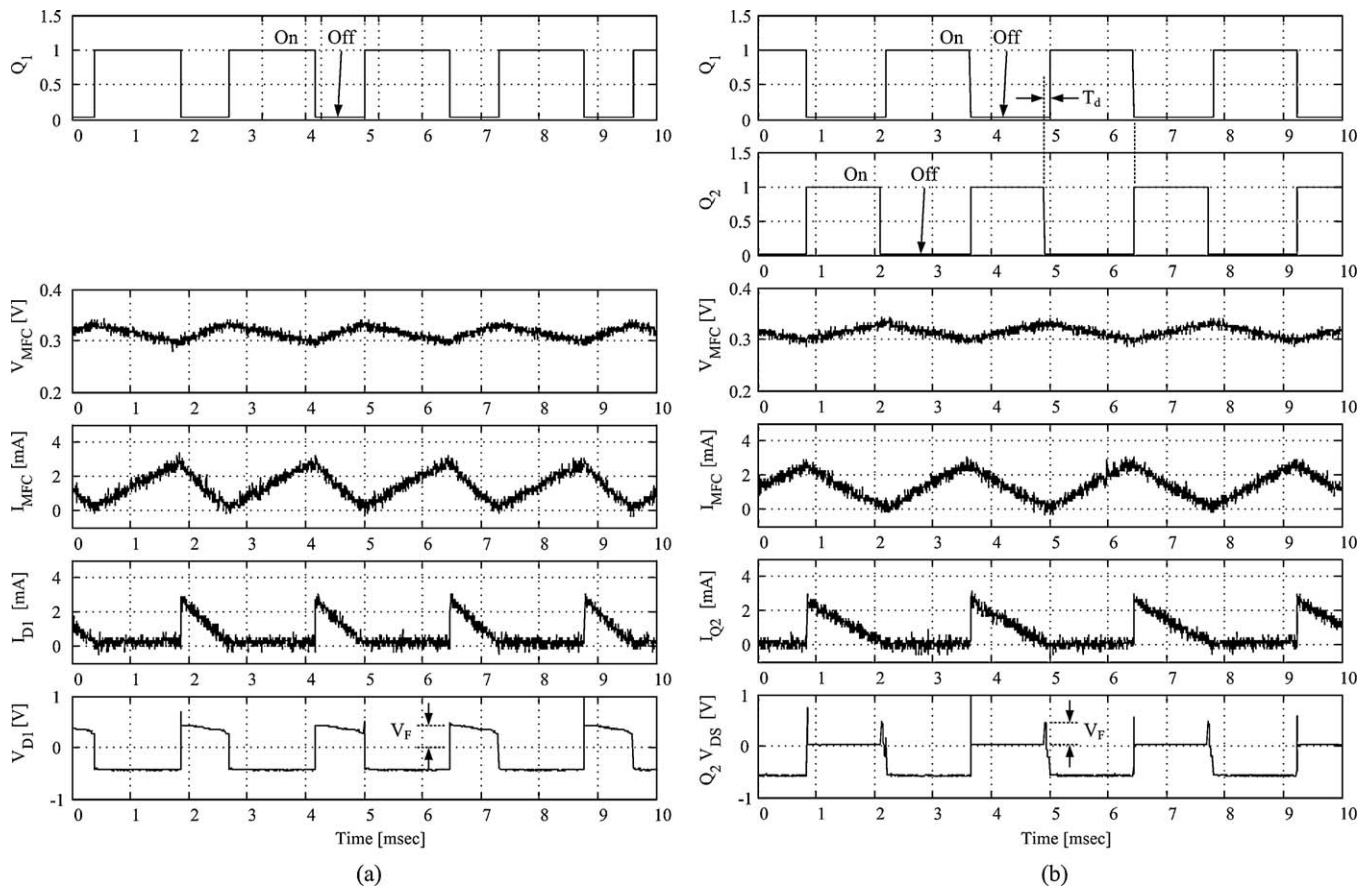 1.5
1
0.5
0
Q1
On
Off
0 1 2 3 4 5 6 7 8 9 10
0.4
0.3
0.2
VMFC [V]
0 1 2 3 4 5 6 7 8 9 10
4
2
0
IMFC [mA]
0 1 2 3 4 5 6 7 8 9 10
4
2
0
ID1 [mA]
0 1 2 3 4 5 6 7 8 9 10
1
0
-1
VD1 [V]
VF
0 1 2 3 4 5 6 7 8 9 10
Time [msec]
(a)
1.5
1
0.5
0
Q1
On
Off
Td
0 1 2 3 4 5 6 7 8 9 10
1.5
1
0.5
0
Q2
On
Off
0 1 2 3 4 5 6 7 8 9 10
0.4
0.3
0.2
VMFC [V]
0 1 2 3 4 5 6 7 8 9 10
4
2
0
IMFC [mA]
0 1 2 3 4 5 6 7 8 9 10
4
2
0
IQ2 [mA]
0 1 2 3 4 5 6 7 8 9 10
1
0
-1
Q2 VDS [V]
VF
0 1 2 3 4 5 6 7 8 9 10
Time [msec]
(b)